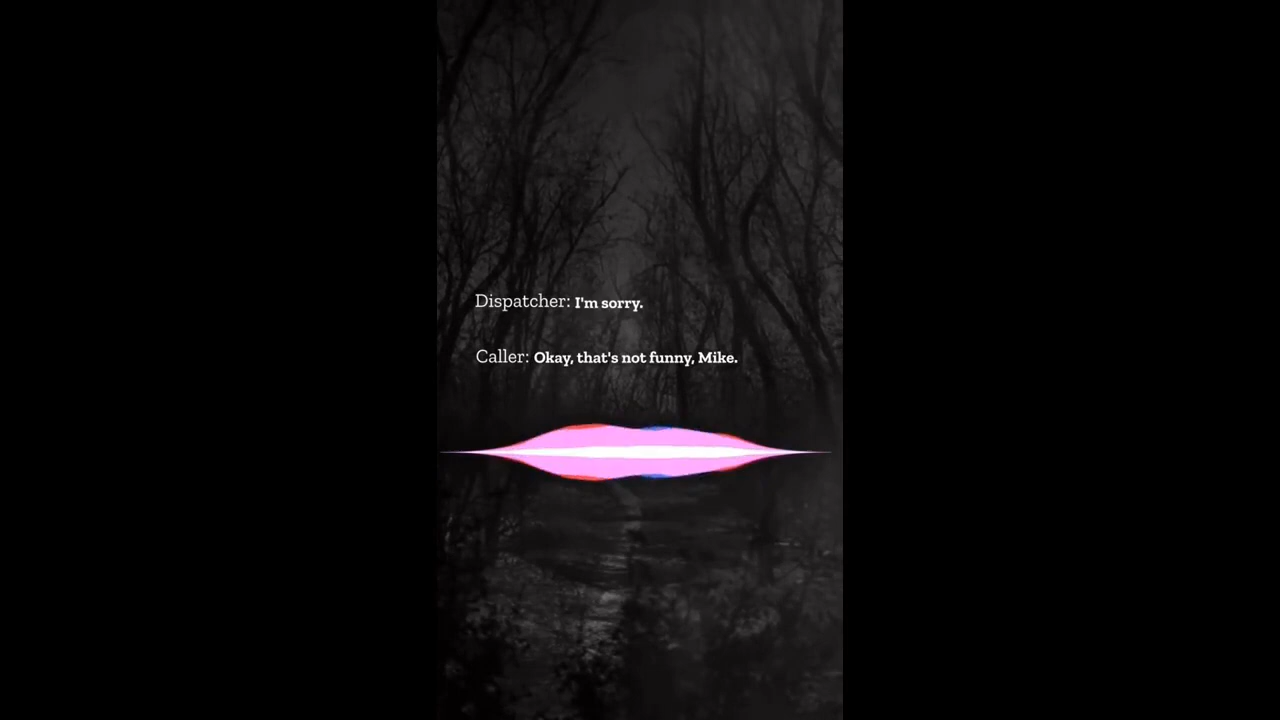 Dispatcher: I'm sorry.
Caller: Okay, that's not funny, Mike.